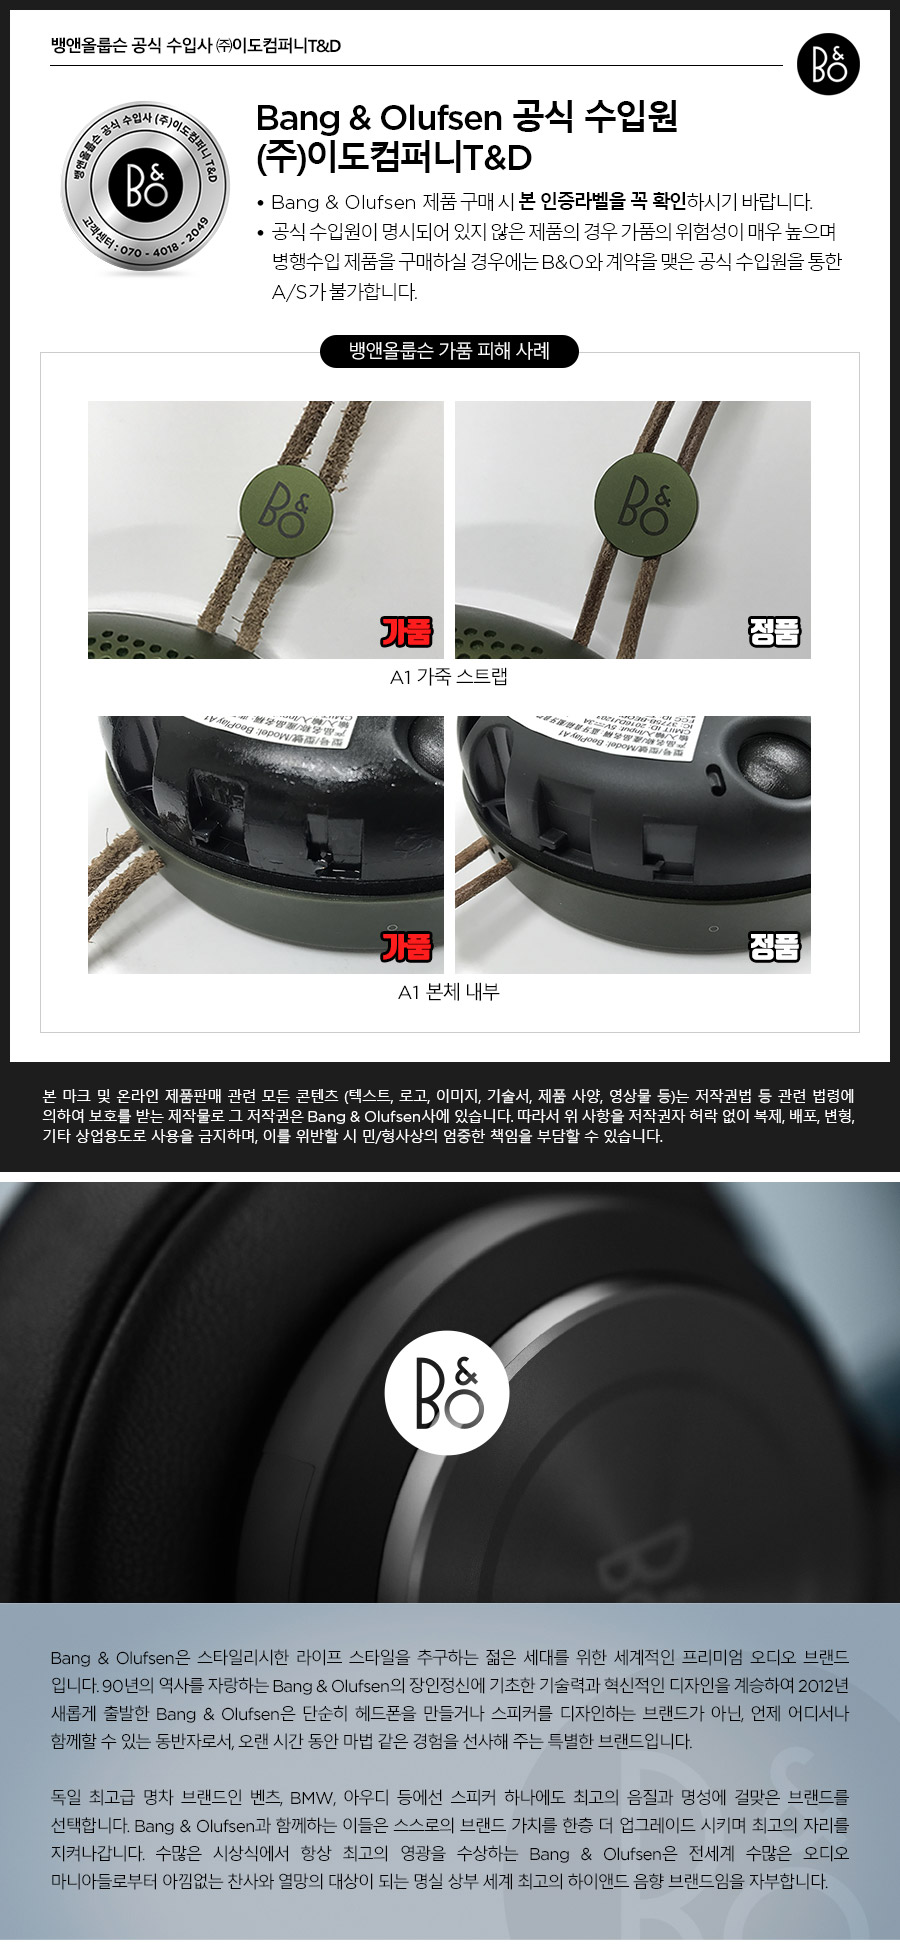 뱅앤올룹슨 공식 수입사 ㈜이도컴퍼니T&D
B&O
뱅앤올룹슨 공식 수입사 (주)이도컴퍼니 T&D
B&O
고객센터 : 070 - 4018 - 2049
Bang & Olufsen 공식 수입원
(주)이도컴퍼니T&D
• Bang & Olufsen 제품 구매 시 본 인증라벨을 꼭 확인하시기 바랍니다.
• 공식 수입원이 명시되어 있지 않은 제품의 경우 가품의 위험성이 매우 높으며
병행수입 제품을 구매하실 경우에는 B&O와 계약을 맺은 공식 수입원을 통한
A/S가 불가합니다.
뱅앤올룹슨 가품 피해 사례
B&O
가품
B&O
정품
A1 가죽 스트랩
型号/型號/Model: BeoPlay A1
가품
型号/型號/Model: BeoPlay A1
정품
A1 본체 내부
본 마크 및 온라인 제품판매 관련 모든 콘텐츠 (텍스트, 로고, 이미지, 기술서, 제품 사양, 영상물 등)는 저작권법 등 관련 법령에
의하여 보호를 받는 제작물로 그 저작권은 Bang & Olufsen사에 있습니다. 따라서 위 사항을 저작권자 허락 없이 복제, 배포, 변형,
기타 상업용도로 사용을 금지하며, 이를 위반할 시 민/형사상의 엄중한 책임을 부담할 수 있습니다.
B&O
Bang & Olufsen은 스타일리시한 라이프 스타일을 추구하는 젊은 세대를 위한 세계적인 프리미엄 오디오 브랜드
입니다. 90년의 역사를 자랑하는 Bang & Olufsen의 장인정신에 기초한 기술력과 혁신적인 디자인을 계승하여 2012년
새롭게 출발한 Bang & Olufsen은 단순히 헤드폰을 만들거나 스피커를 디자인하는 브랜드가 아닌, 언제 어디서나
함께할 수 있는 동반자로서, 오랜 시간 동안 마법 같은 경험을 선사해 주는 특별한 브랜드입니다.
독일 최고급 명차 브랜드인 벤츠, BMW, 아우디 등에선 스피커 하나에도 최고의 음질과 명성에 걸맞은 브랜드를
선택합니다. Bang & Olufsen과 함께하는 이들은 스스로의 브랜드 가치를 한층 더 업그레이드 시키며 최고의 자리를
지켜나갑니다. 수많은 시상식에서 항상 최고의 영광을 수상하는 Bang & Olufsen은 전세계 수많은 오디오
마니아들로부터 아낌없는 찬사와 열망의 대상이 되는 명실 상부 세계 최고의 하이앤드 음향 브랜드임을 자부합니다.